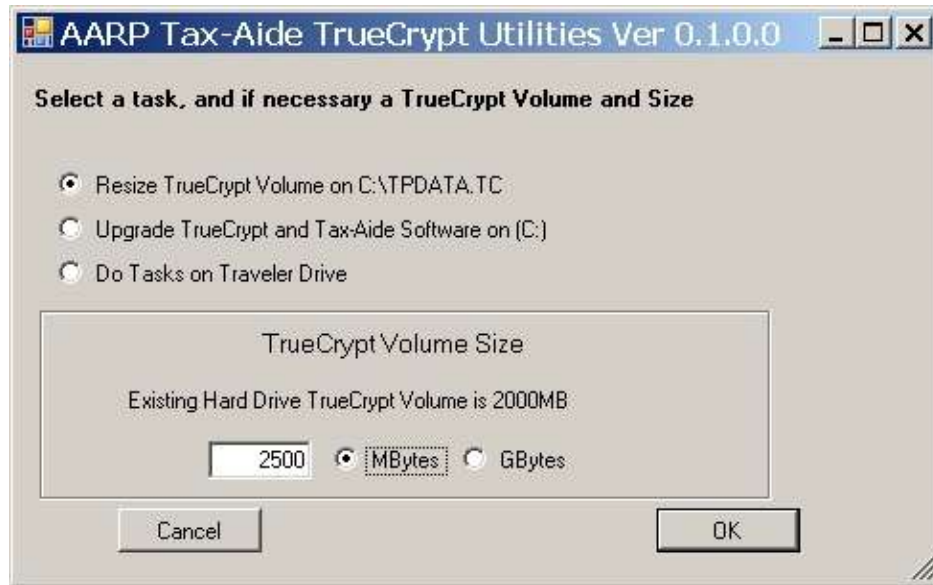 AARP Tax-Aide TrueCrypt Utilities Ver 0.1.0.0
Select a task, and if necessary a TrueCrypt Volume and Size
Resize TrueCrypt Volume on C:\TPDATA.TC
Upgrade TrueCrypt and Tax-Aide Software on (C:)
Do Tasks on Traveler Drive
TrueCrypt Volume Size
Existing Hard Drive TrueCrypt Volume is 2000MB
2500 MBytes GBytes
Cancel OK